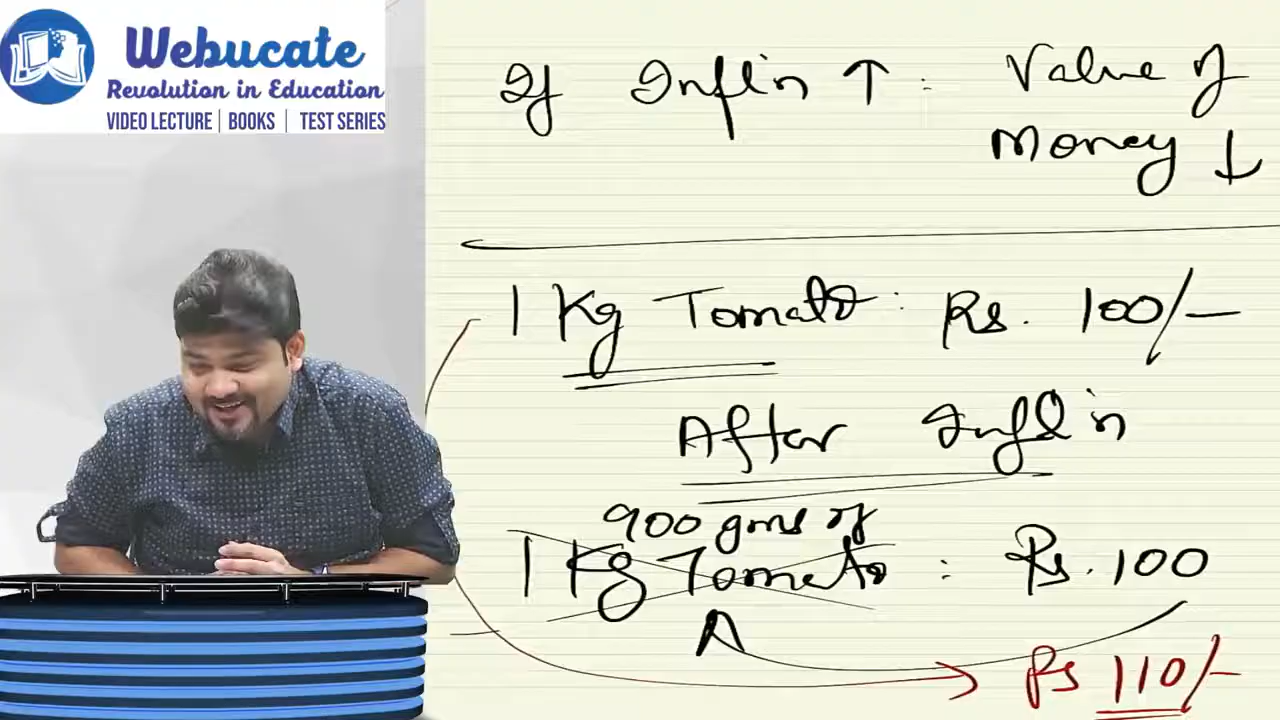 Webucate
Revolution in Education
VIDEO LECTURE | BOOKS | TEST SERIES
If Infl'n ↑ : Value of
Money ↓
1 Kg Tomato : Rs. 100/-
After Infl'n
900 gms of
1 Kg Tomato : Rs. 100
Rs 110/-